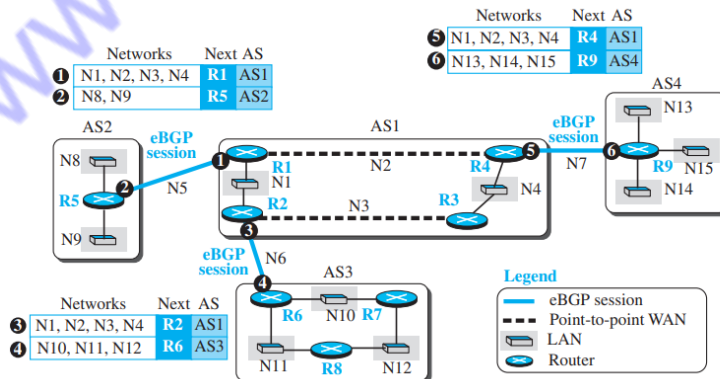 Networks Next AS
5 N1, N2, N3, N4 R4 AS1
6 N13, N14, N15 R9 AS4
Networks Next AS
1 N1, N2, N3, N4 R1 AS1
2 N8, N9 R5 AS2
AS2
eBGP
session
AS1
eBGP
session
AS4
N13
N8
1
R1
N2
R4
5
N7
6
R9
N15
R5
2
N5
N1
N4
N14
R2
N3
R3
N9
3
eBGP
session
N6
AS3
4
R6
N10
R7
N11
R8
N12
Networks Next AS
3 N1, N2, N3, N4 R2 AS1
4 N10, N11, N12 R6 AS3
Legend
eBGP session
Point-to-point WAN
LAN
Router